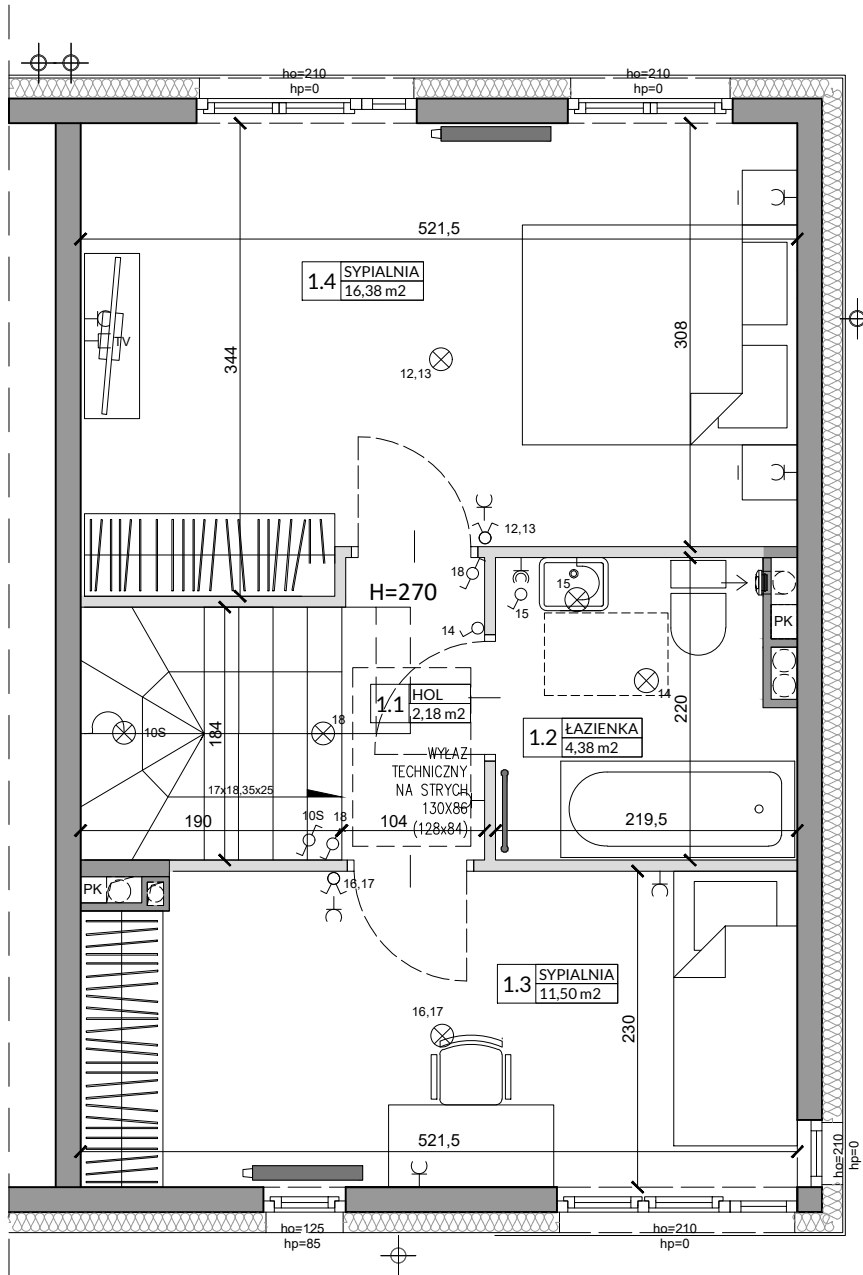 ho=210
hp=0
ho=210
hp=0
521,5
1.4
SYPIALNIA
16,38 m2
TV
344
308
12,13
12,13
18
H=270
14
15
15
PK
14
1.1
HOL
2,18 m2
220
1.2
ŁAZIENKA
4,38 m2
10S
18
184
WYŁAZ
TECHNICZNY
NA STRYCH
130X86
(128x84)
17x18,35x25
190
10S
18
104
219,5
PK
16,17
1.3
SYPIALNIA
11,50 m2
16,17
230
521,5
ho=210
hp=0
ho=125
hp=85
ho=210
hp=0